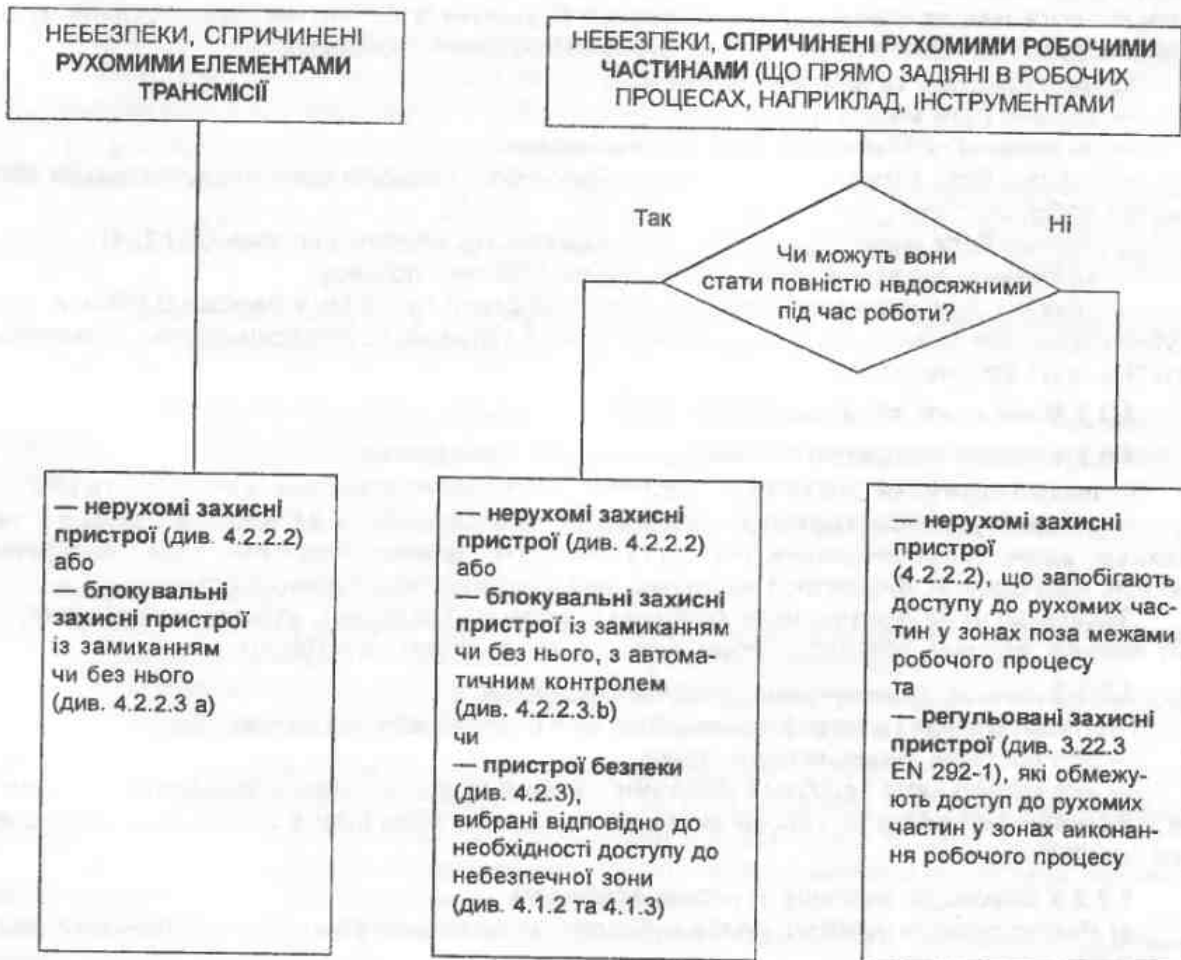 НЕБЕЗПЕКИ, СПРИЧИНЕНІ
РУХОМИМИ ЕЛЕМЕНТАМИ
ТРАНСМІСІЇ
НЕБЕЗПЕКИ, СПРИЧИНЕНІ РУХОМИМИ РОБОЧИМИ
ЧАСТИНАМИ (ЩО ПРЯМО ЗАДІЯНІ В РОБОЧИХ
ПРОЦЕСАХ, НАПРИКЛАД, ІНСТРУМЕНТАМИ
Так
Ні
Чи можуть вони
стати повністю недосяжними
під час роботи?
— нерухомі захисні
пристрої (див. 4.2.2.2)
або
— блокувальні
захисні пристрої
із замиканням
чи без нього
(див. 4.2.2.3 a)
— нерухомі захисні
пристрої (див. 4.2.2.2)
або
— блокувальні захисні
пристрої із замиканням
чи без нього, з автома-
тичним контролем
(див. 4.2.2.3.b)
чи
— пристрої безпеки
(див. 4.2.3),
вибрані відповідно до
необхідності доступу до
небезпечної зони
(див. 4.1.2 та 4.1.3)
— нерухомі захисні
пристрої
(4.2.2.2), що запобігають
доступу до рухомих час-
тин у зонах поза межами
робочого процесу
та
— регульовані захисні
пристрої (див. 3.22.3
EN 292-1), які обмежу-
ють доступ до рухомих
частин у зонах виконан-
ня робочого процесу